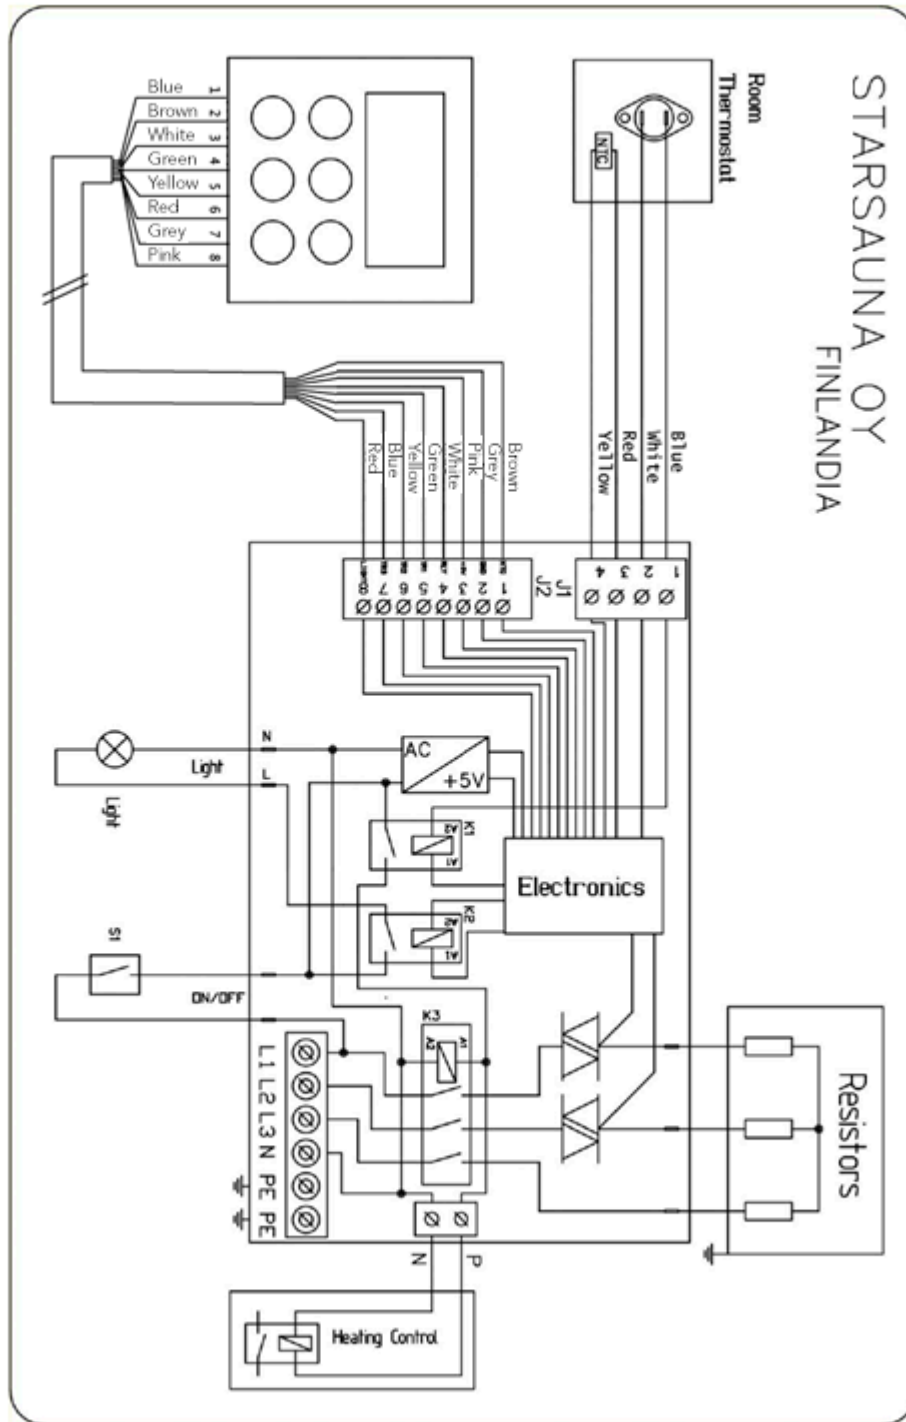 STARSAUNA OY
FINLANDIA
Room
Thermostat
NTC
Blue
White
Red
Yellow
Blue 1
Brown 2
White 3
Green 4
Yellow 5
Red 6
Grey 7
Pink 8
Brown
Grey
Pink
White
Green
Yellow
Blue
Red
J1
1
2
3
4
J2
1
2
3
4
5
6
7
8
N
Light
L
Light
AC
+5V
K1
A2
A1
K2
A2
A1
Electronics
S1
ON/OFF
K3
A2
A1
L1
L2
L3
N
PE
PE
Resistors
N
P
Heating Control